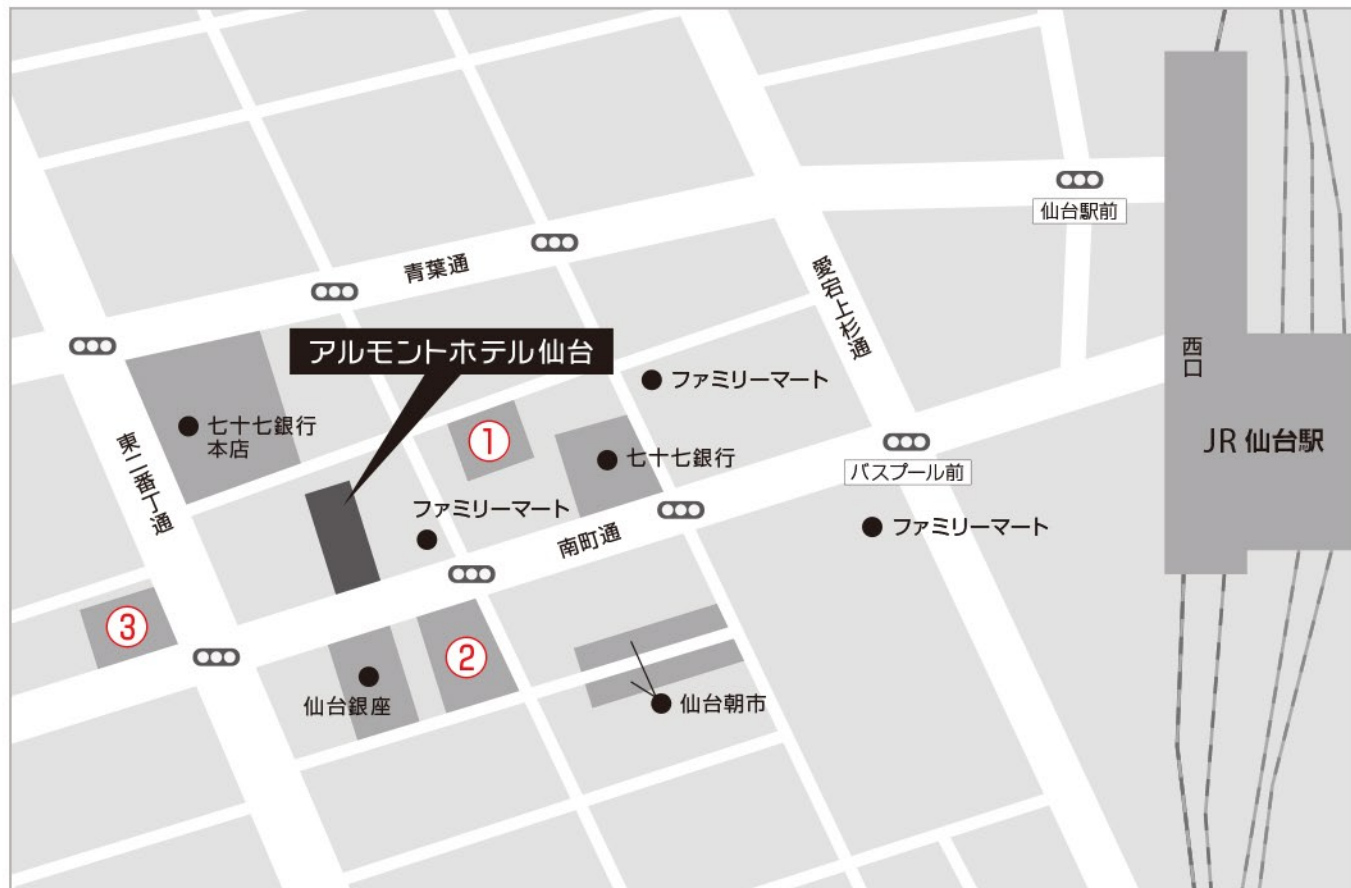 仙台駅前
青葉通
愛宕上杉通
アルモントホテル仙台
西口
ファミリーマート
七十七銀行
本店
①
JR 仙台駅
東二番丁通
七十七銀行
バスプール前
ファミリーマート
南町通
ファミリーマート
③
②
仙台銀座
仙台朝市